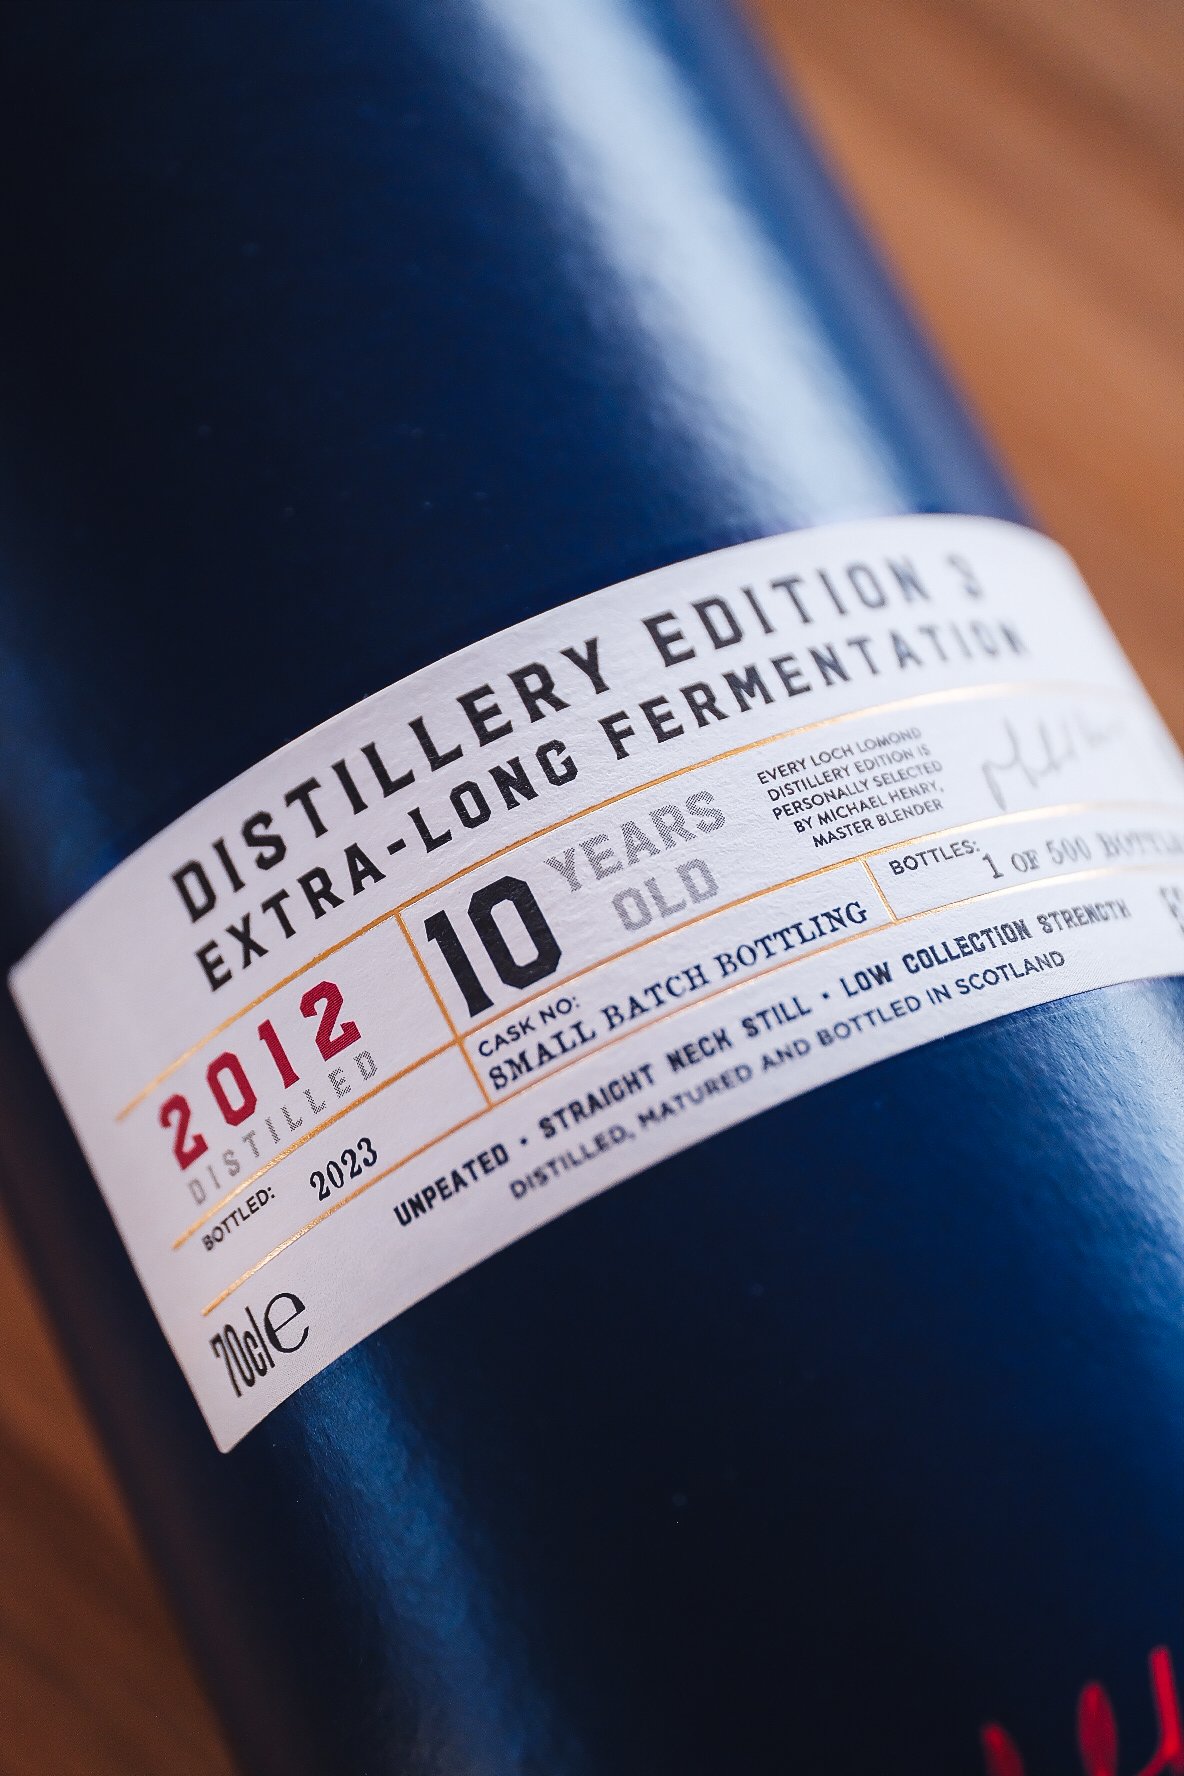 DISTILLERY EDITION 3
EXTRA-LONG FERMENTATION
2012
DISTILLED
10 YEARS
OLD
EVERY LOCH LOMOND
DISTILLERY EDITION IS
PERSONALLY SELECTED
BY MICHAEL HENRY,
MASTER BLENDER
CASK NO:
SMALL BATCH BOTTLING
BOTTLES:
1 OF 500
BOTTLED: 2023
UNPEATED · STRAIGHT NECK STILL · LOW COLLECTION STRENGTH
DISTILLED, MATURED AND BOTTLED IN SCOTLAND
70cl e